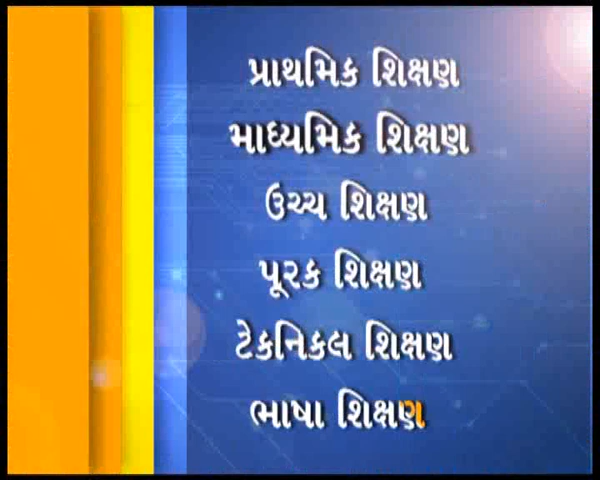 પ્રાથમિક શિક્ષણ
માધ્યમિક શિક્ષણ
ઉચ્ચ શિક્ષણ
પૂરક શિક્ષણ
ટેકનિકલ શિક્ષણ
ભાષા શિક્ષણ